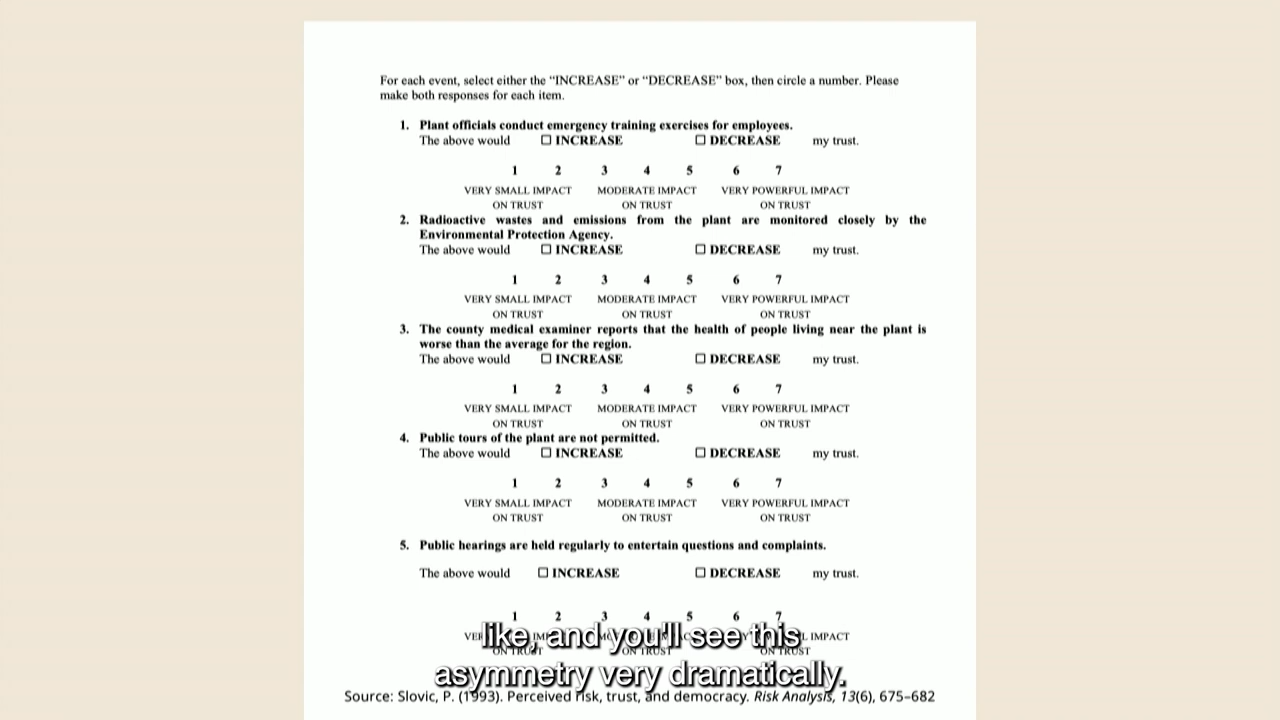 For each event, select either the “INCREASE” or “DECREASE” box, then circle a number. Please
make both responses for each item.
1. Plant officials conduct emergency training exercises for employees.
The above would ☐ INCREASE ☐ DECREASE my trust.
1 2 3 4 5 6 7
VERY SMALL IMPACT MODERATE IMPACT VERY POWERFUL IMPACT
ON TRUST ON TRUST ON TRUST
2. Radioactive wastes and emissions from the plant are monitored closely by the
Environmental Protection Agency.
The above would ☐ INCREASE ☐ DECREASE my trust.
1 2 3 4 5 6 7
VERY SMALL IMPACT MODERATE IMPACT VERY POWERFUL IMPACT
ON TRUST ON TRUST ON TRUST
3. The county medical examiner reports that the health of people living near the plant is
worse than the average for the region.
The above would ☐ INCREASE ☐ DECREASE my trust.
1 2 3 4 5 6 7
VERY SMALL IMPACT MODERATE IMPACT VERY POWERFUL IMPACT
ON TRUST ON TRUST ON TRUST
4. Public tours of the plant are not permitted.
The above would ☐ INCREASE ☐ DECREASE my trust.
1 2 3 4 5 6 7
VERY SMALL IMPACT MODERATE IMPACT VERY POWERFUL IMPACT
ON TRUST ON TRUST ON TRUST
5. Public hearings are held regularly to entertain questions and complaints.
The above would ☐ INCREASE ☐ DECREASE my trust.
1 2 3 4 5 6 7
IMPACT
ON TRUST ON TRUST ON TRUST
like, and you'll see this
asymmetry very dramatically.
Source: Slovic, P. (1993). Perceived risk, trust, and democracy. Risk Analysis, 13(6), 675–682